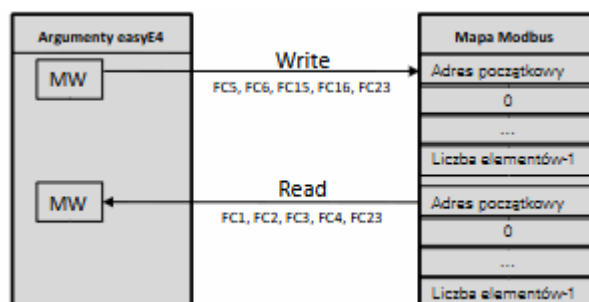 Argumenty easyE4
MW
Write
FC5, FC6, FC15, FC16, FC23
MW
Read
FC1, FC2, FC3, FC4, FC23
Mapa Modbus
Adres początkowy
0
...
Liczba elementów-1
Adres początkowy
0
...
Liczba elementów-1